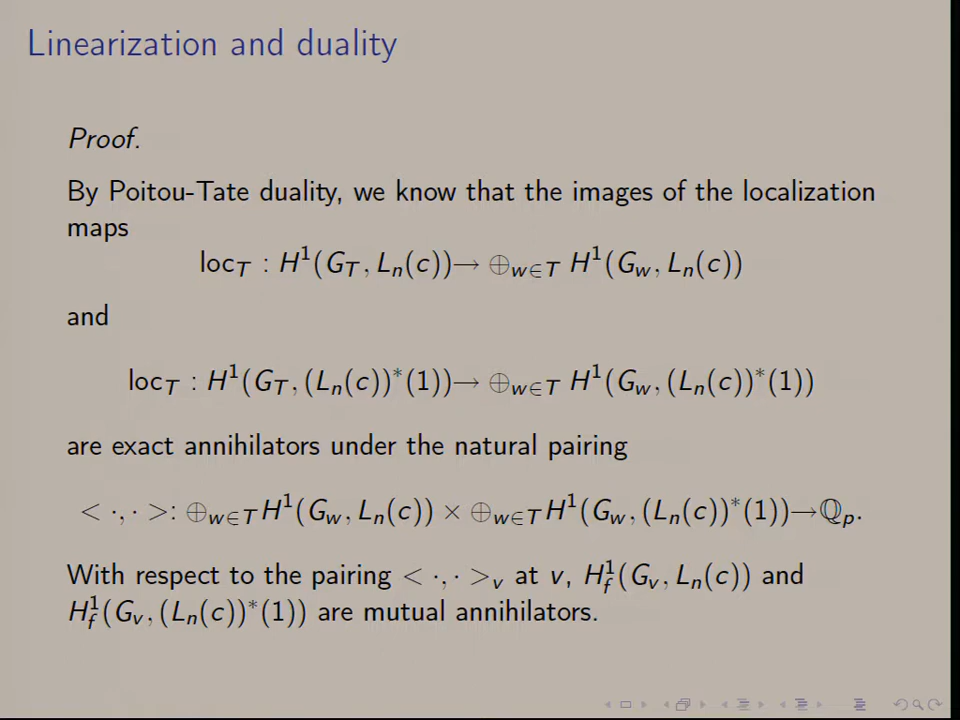 Linearization and duality
Proof.
By Poitou-Tate duality, we know that the images of the localization
maps
loc_T : H^1(G_T, L_n(c))→ ⊕_{w∈T} H^1(G_w, L_n(c))
and
loc_T : H^1(G_T, (L_n(c))^*(1))→ ⊕_{w∈T} H^1(G_w, (L_n(c))^*(1))
are exact annihilators under the natural pairing
< ·, · >: ⊕_{w∈T} H^1(G_w, L_n(c)) × ⊕_{w∈T} H^1(G_w, (L_n(c))^*(1))→ℚ_p.
With respect to the pairing < ·, · >_v at v, H^1_f(G_v, L_n(c)) and
H^1_f(G_v, (L_n(c))^*(1)) are mutual annihilators.